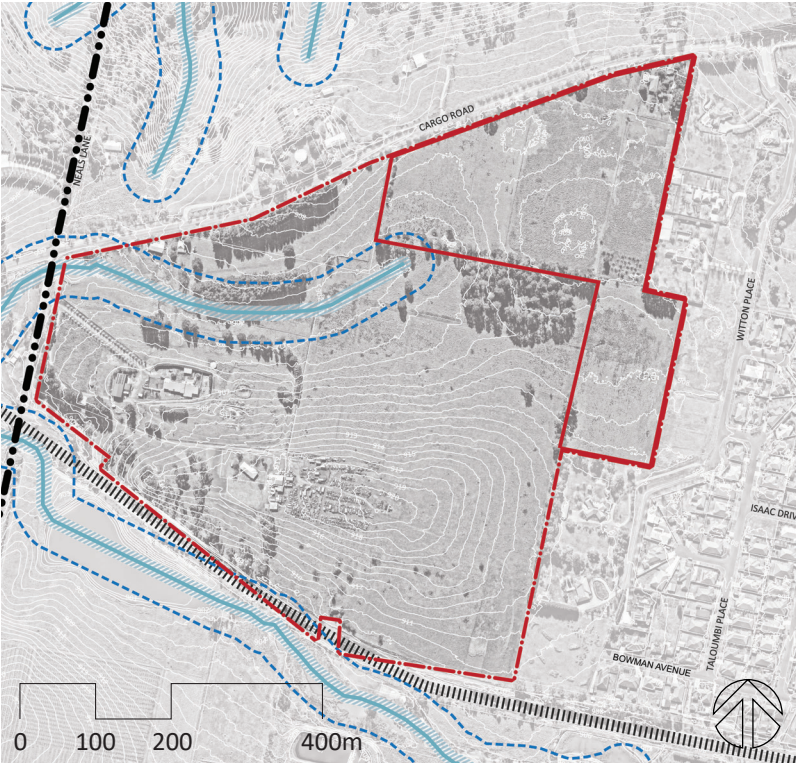 CARGO ROAD
NEALS LANE
WITTON PLACE
ISAAC DRIV
TALOUMBI PLACE
BOWMAN AVENUE
0 100 200 400m